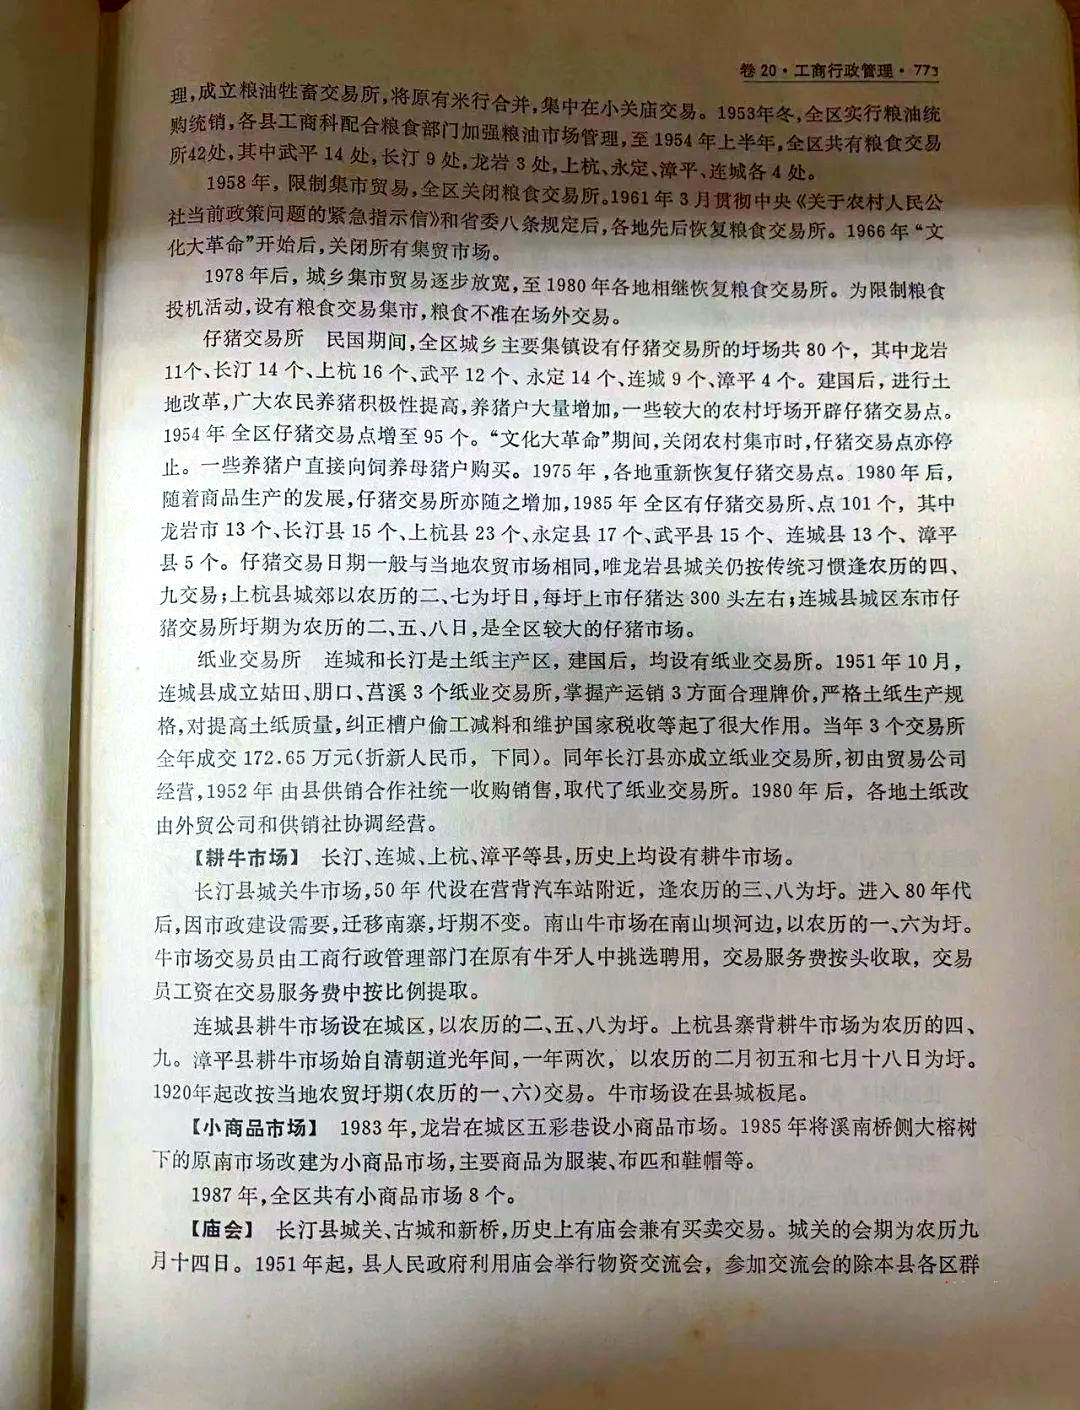 卷20·工商行政管理·773
理,成立粮油牲畜交易所,将原有米行合并,集中在小关庙交易。1953年冬,全区实行粮油统
购统销,各县工商科配合粮食部门加强粮油市场管理,至1954年上半年,全区共有粮食交易
所42处,其中武平14处,长汀9处,龙岩3处,上杭、永定、漳平、连城各4处。
1958年,限制集市贸易,全区关闭粮食交易所。1961年3月贯彻中央《关于农村人民公
社当前政策问题的紧急指示信》和省委八条规定后,各地先后恢复粮食交易所。1966年“文
化大革命”开始后,关闭所有集贸市场。
1978年后,城乡集市贸易逐步放宽,至1980年各地相继恢复粮食交易所。为限制粮食
投机活动,设有粮食交易集市,粮食不准在场外交易。
仔猪交易所 民国期间,全区城乡主要集镇设有仔猪交易所的圩场共80个,其中龙岩
11个、长汀14个、上杭16个、武平12个、永定14个、连城9个、漳平4个。建国后,进行土
地改革,广大农民养猪积极性提高,养猪户大量增加,一些较大的农村圩场开辟仔猪交易点。
1954年全区仔猪交易点增至95个。“文化大革命”期间,关闭农村集市时,仔猪交易点亦停
止。一些养猪户直接向饲养母猪户购买。1975年,各地重新恢复仔猪交易点。1980年后,
随着商品生产的发展,仔猪交易所亦随之增加,1985年全区有仔猪交易所、点101个,其中
龙岩市13个、长汀县15个、上杭县23个、永定县17个、武平县15个、连城县13个、漳平
县5个。仔猪交易日期一般与当地农贸市场相同,唯龙岩县城关仍按传统习惯逢农历的四、
九交易;上杭县城郊以农历的二、七为圩日,每圩上市仔猪达300头左右;连城县城区东市仔
猪交易所圩期为农历的二、五、八日,是全区较大的仔猪市场。
纸业交易所 连城和长汀是土纸主产区,建国后,均设有纸业交易所。1951年10月,
连城县成立姑田、朋口、莒溪3个纸业交易所,掌握产运销3方面合理牌价,严格土纸生产规
格,对提高土纸质量,纠正槽户偷工减料和维护国家税收等起了很大作用。当年3个交易所
全年成交172.65万元(折新人民币,下同)。同年长汀县亦成立纸业交易所,初由贸易公司
经营,1952年由县供销合作社统一收购销售,取代了纸业交易所。1980年后,各地土纸改
由外贸公司和供销社协调经营。
【耕牛市场】 长汀、连城、上杭、漳平等县,历史上均设有耕牛市场。
长汀县城关牛市场,50年代设在营背汽车站附近,逢农历的三、八为圩。进入80年代
后,因市政建设需要,迁移南寨,圩期不变。南山牛市场在南山坝河边,以农历的一、六为圩。
牛市场交易员由工商行政管理部门在原有牛牙人中挑选聘用,交易服务费按头收取,交易
员工资在交易服务费中按比例提取。
连城县耕牛市场设在城区,以农历的二、五、八为圩。上杭县寨背耕牛市场为农历的四、
九。漳平县耕牛市场始自清朝道光年间,一年两次,以农历的二月初五和七月十八日为圩。
1920年起改按当地农贸圩期(农历的一、六)交易。牛市场设在县城板尾。
【小商品市场】 1983年,龙岩在城区五彩巷设小商品市场。1985年将溪南桥侧大榕树
下的原南市场改建为小商品市场,主要商品为服装、布匹和鞋帽等。
1987年,全区共有小商品市场8个。
【庙会】 长汀县城关、古城和新桥,历史上有庙会兼有买卖交易。城关的会期为农历九
月十四日。1951年起,县人民政府利用庙会举行物资交流会,参加交流会的除本县各区群